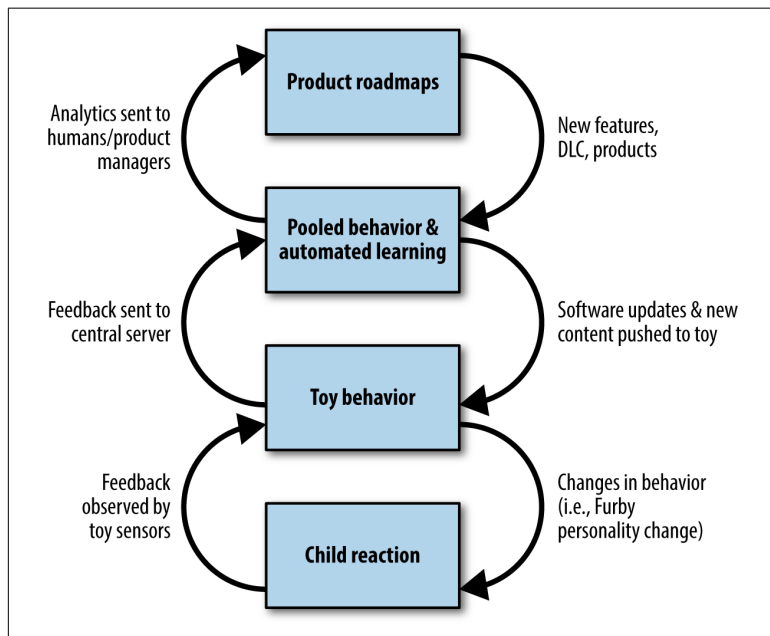 Product roadmaps
Analytics sent to
humans/product
managers
New features,
DLC, products
Pooled behavior &
automated learning
Feedback sent to
central server
Software updates & new
content pushed to toy
Toy behavior
Feedback
observed by
toy sensors
Changes in behavior
(i.e., Furby
personality change)
Child reaction